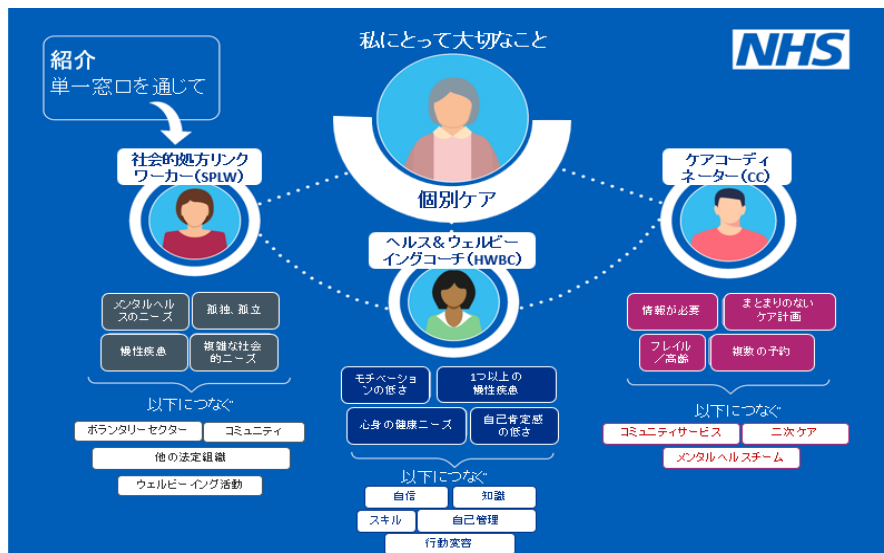 紹介
単一窓口を通じて
私にとって大切なこと
NHS
個別ケア
社会的処方リンク
ワーカー(SPLW)
ヘルス&ウェルビー
イングコーチ(HWBC)
ケアコーディ
ネーター(CC)
メンタルヘル
スのニーズ
孤独、孤立
慢性疾患
複雑な社会
的ニーズ
以下につなぐ
ボランタリーセクター
コミュニティ
他の法定組織
ウェルビーイング活動
モチベーショ
ンの低さ
1つ以上の
慢性疾患
心身の健康ニーズ
自己肯定感
の低さ
以下につなぐ
自信
知識
スキル
自己管理
行動変容
情報が必要
まとまりのない
ケア計画
フレイル
/高齢
複数の予約
以下につなぐ
コミュニティサービス
二次ケア
メンタルヘルスチーム